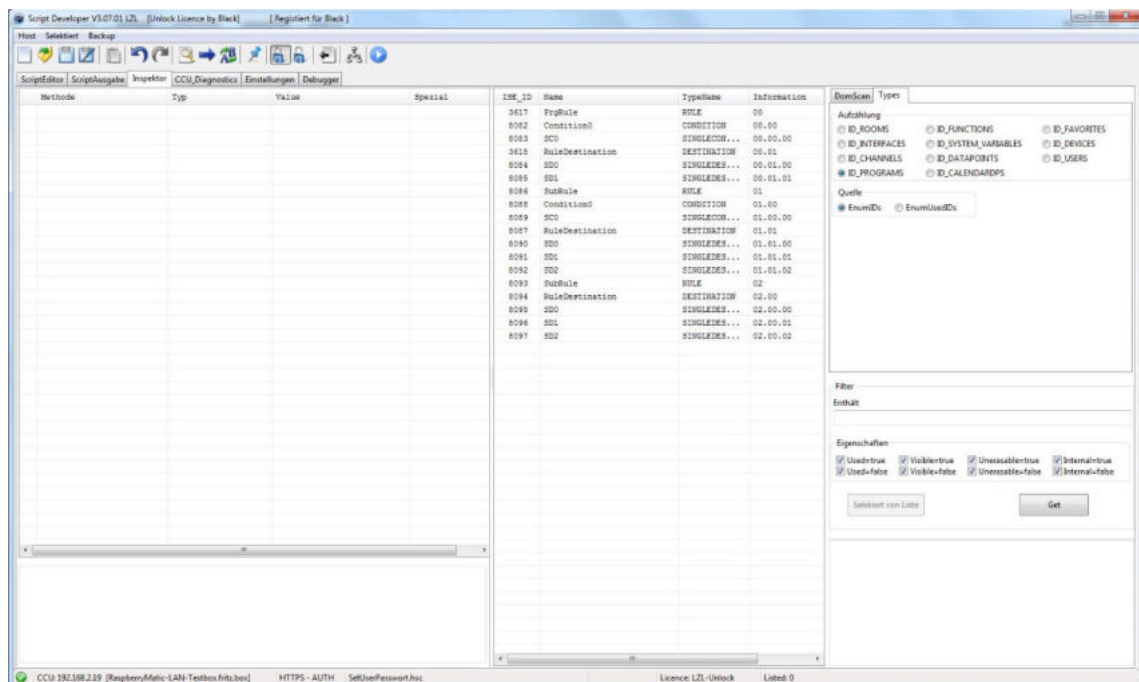 Script Developer V3.07.01 LZL [Unlock Licence by Black] [ Registiert für Black ]
Host Selektiert Backup
ScriptEditor ScriptAusgabe Inspektor CCU_Diagnostics Einstellungen Debugger
Methode Typ Value Spezial
ISE_ID Name TypeName Information
3617 PrgRule RULE 00
8082 Condition0 CONDITION 00.00
8083 SC0 SINGLECON... 00.00.00
3618 RuleDestination DESTINATION 00.01
8084 SD0 SINGLEDES... 00.01.00
8085 SD1 SINGLEDES... 00.01.01
8086 SubRule RULE 01
8088 Condition0 CONDITION 01.00
8089 SC0 SINGLECON... 01.00.00
8087 RuleDestination DESTINATION 01.01
8090 SD0 SINGLEDES... 01.01.00
8091 SD1 SINGLEDES... 01.01.01
8092 SD2 SINGLEDES... 01.01.02
8093 SubRule RULE 02
8094 RuleDestination DESTINATION 02.00
8095 SD0 SINGLEDES... 02.00.00
8096 SD1 SINGLEDES... 02.00.01
8097 SD2 SINGLEDES... 02.00.02
DomScan Types
Aufzählung
ID_ROOMS ID_FUNCTIONS ID_FAVORITES
ID_INTERFACES ID_SYSTEM_VARIABLES ID_DEVICES
ID_CHANNELS ID_DATAPOINTS ID_USERS
ID_PROGRAMS ID_CALENDARDPS
Quelle
EnumIDs EnumUsedIDs
Filter
Enthält
Eigenschaften
Used=true Visible=true Unerasable=true Internal=true
Used=false Visible=false Unerasable=false Internal=false
Selektiert von Liste Get
CCU: 192.168.2.19 [RaspberryMatic-LAN-Testbox.fritz.box] HTTPS - AUTH SetUserPasswort.hsc Licence: LZL-Unlock Listed: 0